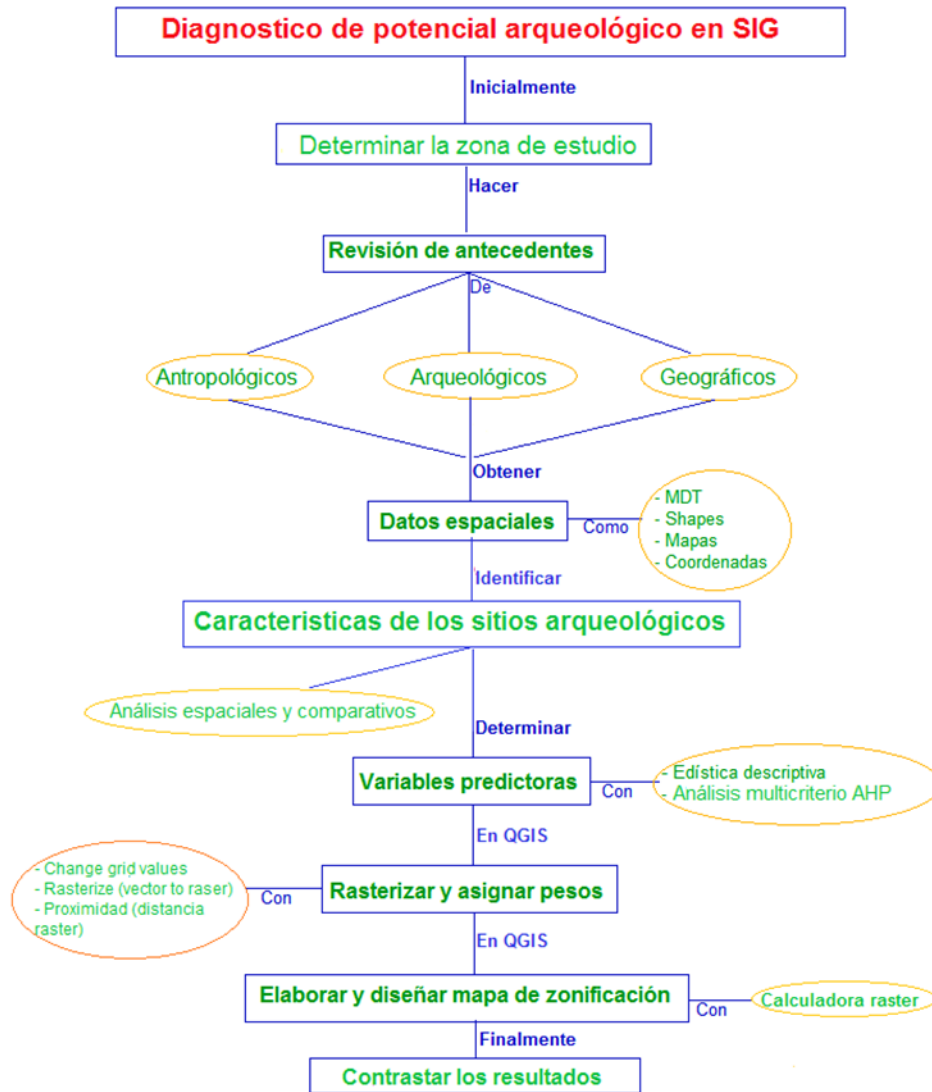 Diagnostico de potencial arqueológico en SIG
Inicialmente
Determinar la zona de estudio
Hacer
Revisión de antecedentes
De
Antropológicos
Arqueológicos
Geográficos
Obtener
Datos espaciales
Como
- MDT
- Shapes
- Mapas
- Coordenadas
Identificar
Caracteristicas de los sitios arqueológicos
Análisis espaciales y comparativos
Determinar
Variables predictoras
Con
- Edística descriptiva
- Análisis multicriterio AHP
En QGIS
- Change grid values
- Rasterize (vector to raser)
- Proximidad (distancia
raster)
Con
Rasterizar y asignar pesos
En QGIS
Elaborar y diseñar mapa de zonificación
Con
Calculadora raster
Finalmente
Contrastar los resultados